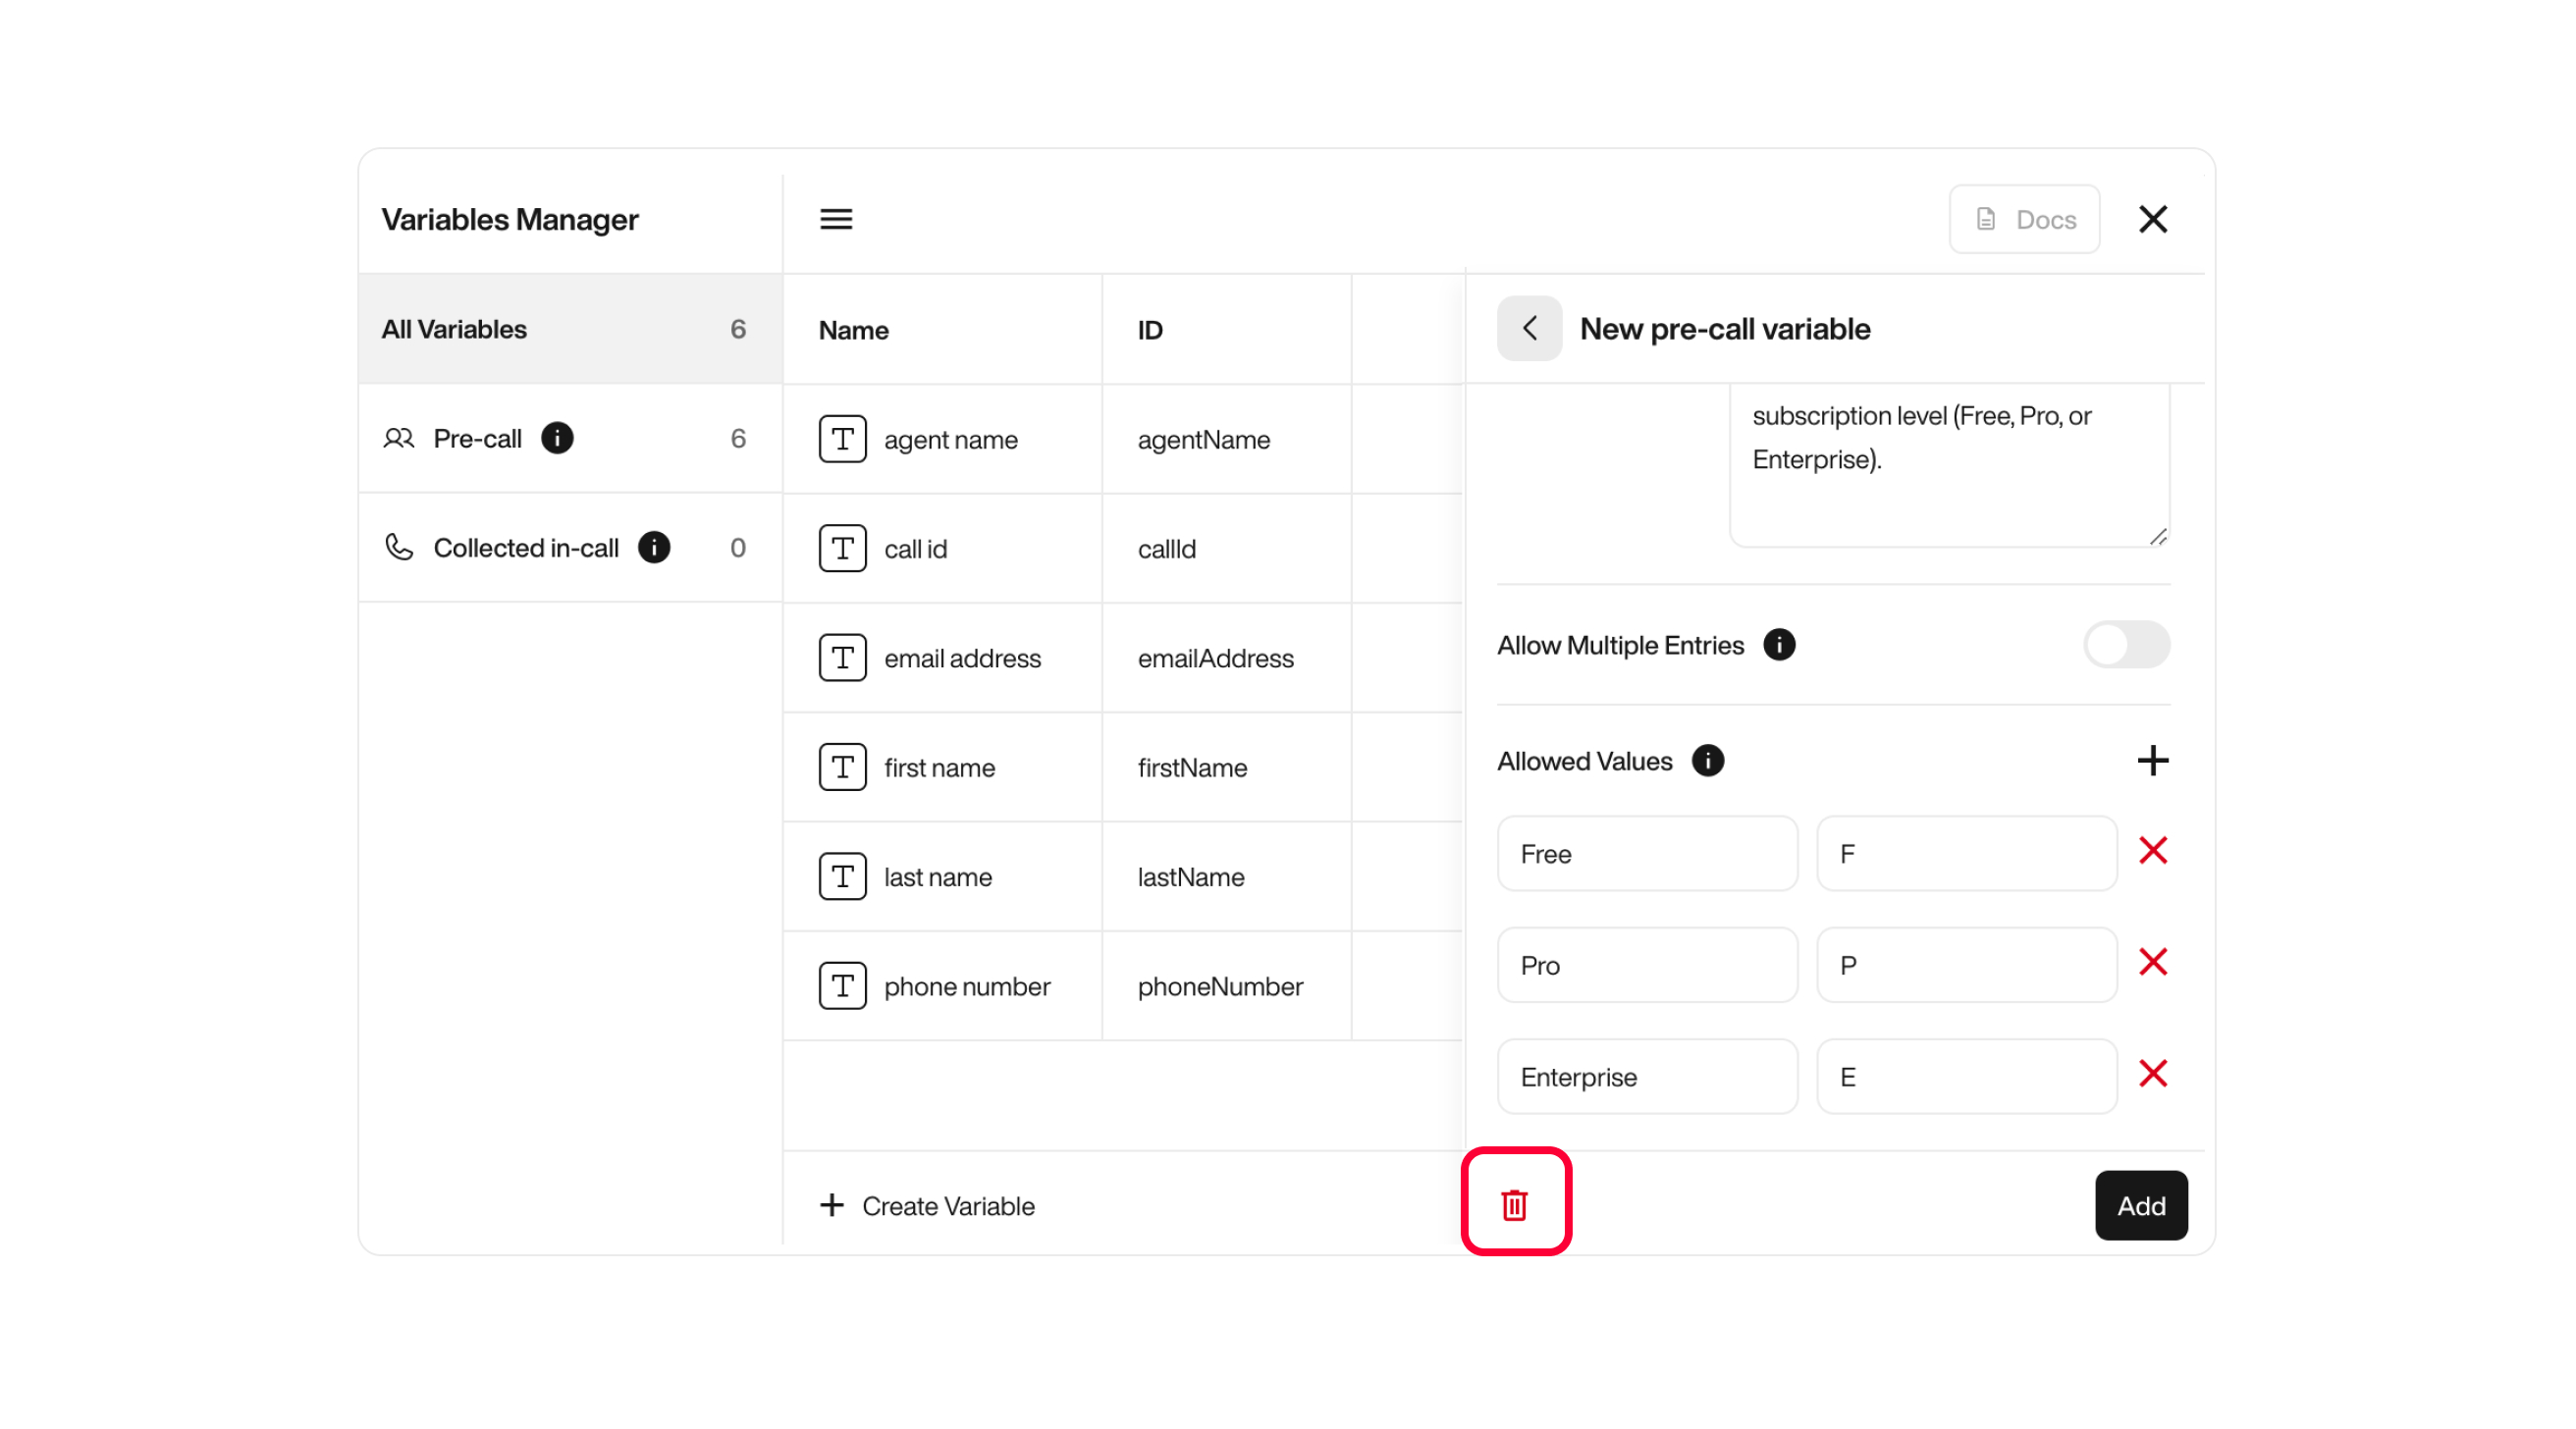 Variables Manager
Docs
All Variables 6
Pre-call 6
Collected in-call 0
Name ID
agent name agentName
call id callId
email address emailAddress
first name firstName
last name lastName
phone number phoneNumber
Create Variable
New pre-call variable
subscription level (Free, Pro, or
Enterprise).
Allow Multiple Entries
Allowed Values
Free F
Pro P
Enterprise E
Add